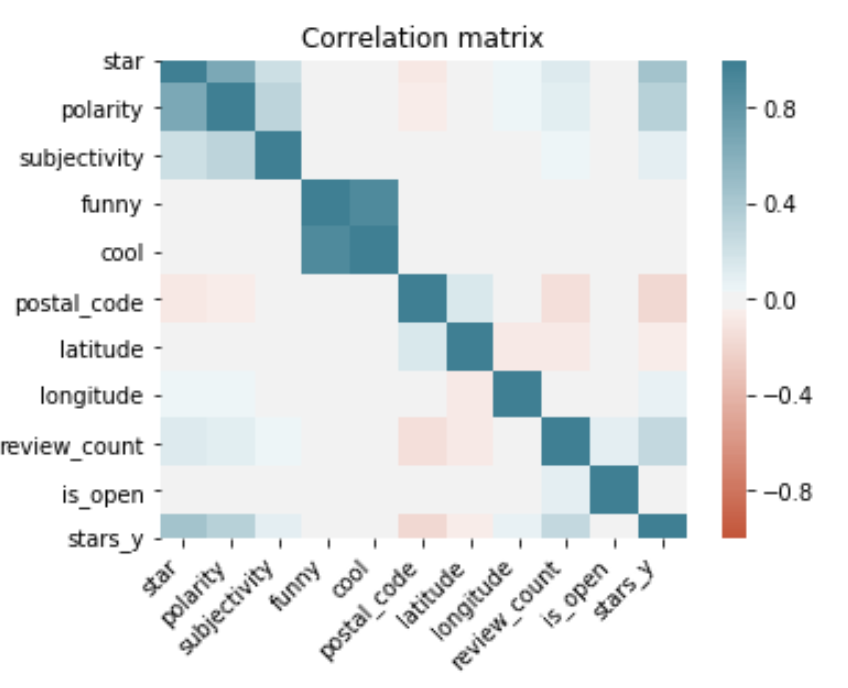 Correlation matrix
star
polarity
subjectivity
funny
cool
postal_code
latitude
longitude
review_count
is_open
stars_y
0.8
0.4
0.0
−0.4
−0.8
star
polarity
subjectivity
funny
cool
postal_code
latitude
longitude
review_count
is_open
stars_y